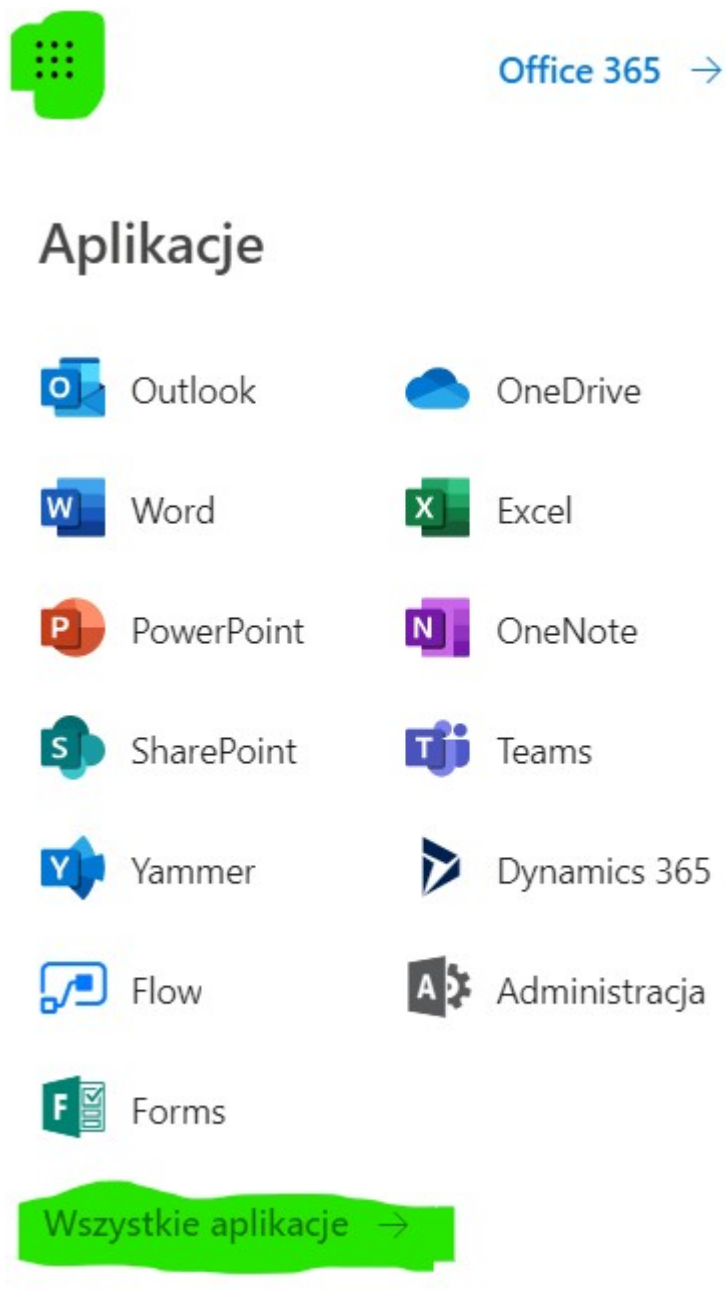 Office 365 →
Aplikacje
Outlook
OneDrive
Word
Excel
PowerPoint
OneNote
SharePoint
Teams
Yammer
Dynamics 365
Flow
Administracja
Forms
Wszystkie aplikacje →